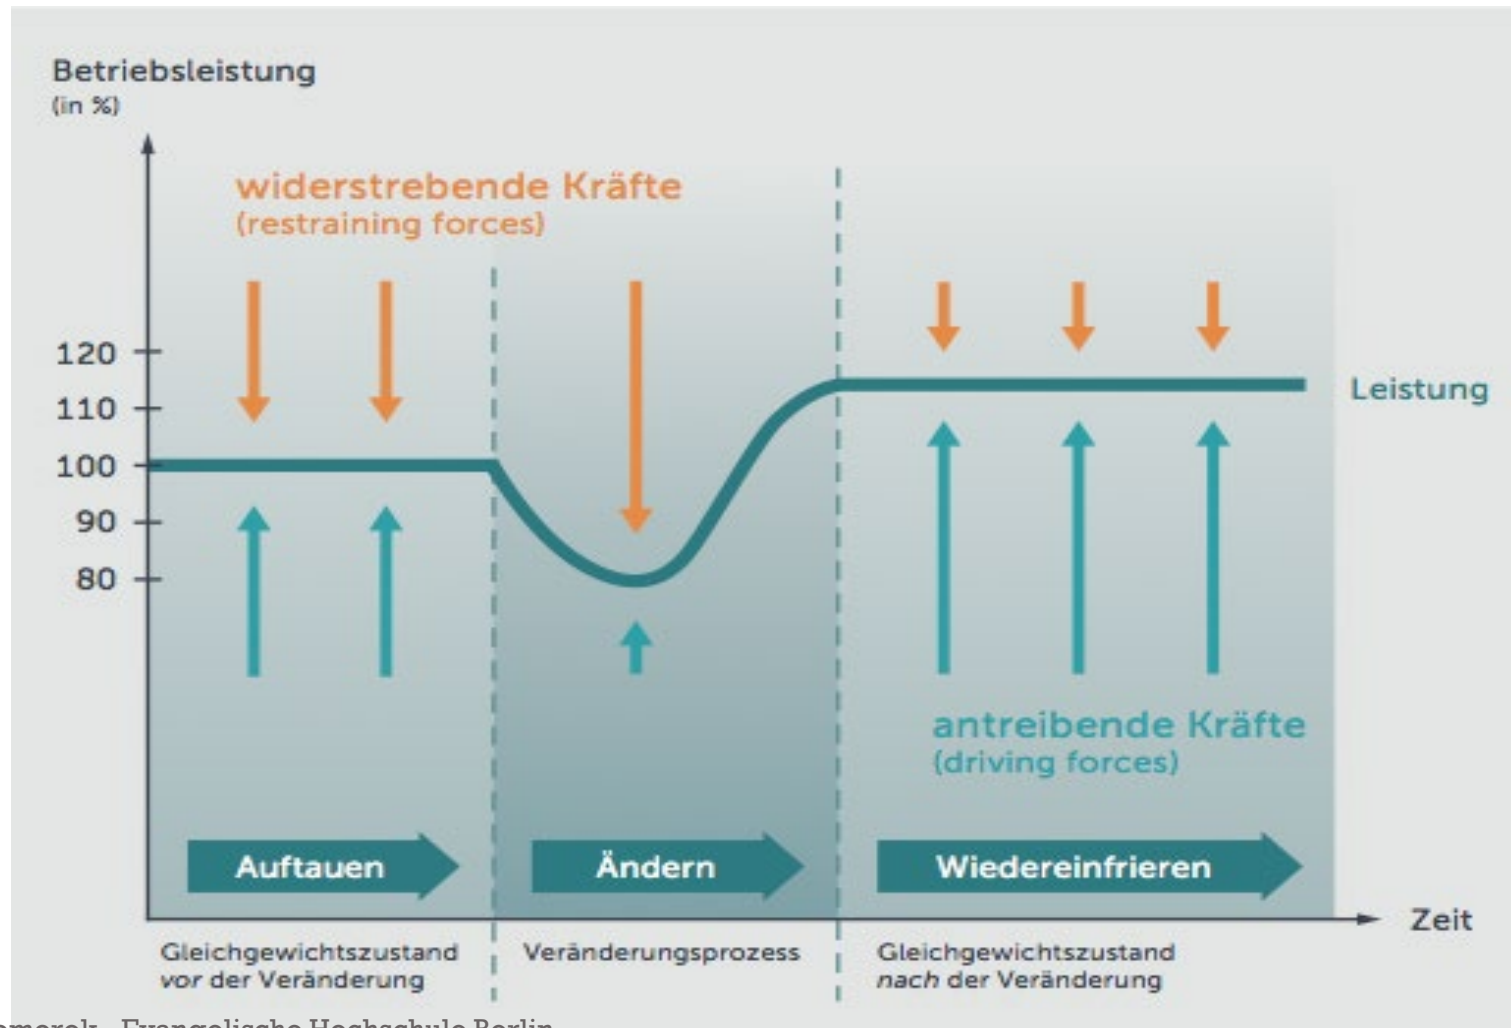 Betriebsleistung
(in %)
widerstrebende Kräfte
(restraining forces)
120
110
100
90
80
Leistung
antreibende Kräfte
(driving forces)
Auftauen
Ändern
Wiedereinfrieren
Zeit
Gleichgewichtszustand
vor der Veränderung
Veränderungsprozess
Gleichgewichtszustand
nach der Veränderung
Evangelische Hochschule Berlin